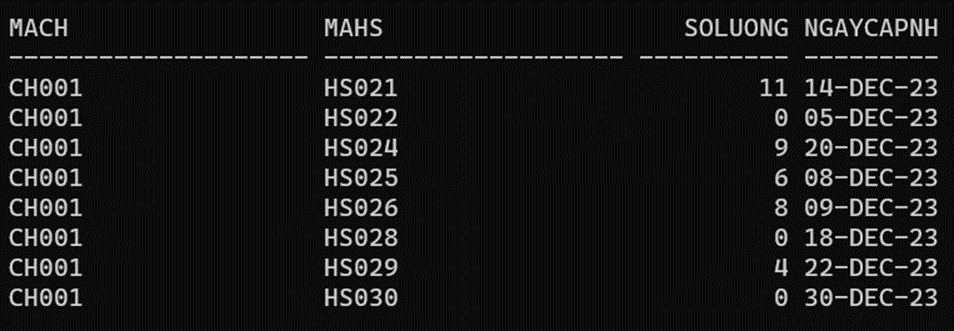 MACH MAHS SOLUONG NGAYCAPNH
-------------------- -------------------- ---------- ---------
CH001 HS021 11 14-DEC-23
CH001 HS022 0 05-DEC-23
CH001 HS024 9 20-DEC-23
CH001 HS025 6 08-DEC-23
CH001 HS026 8 09-DEC-23
CH001 HS028 0 18-DEC-23
CH001 HS029 4 22-DEC-23
CH001 HS030 0 30-DEC-23